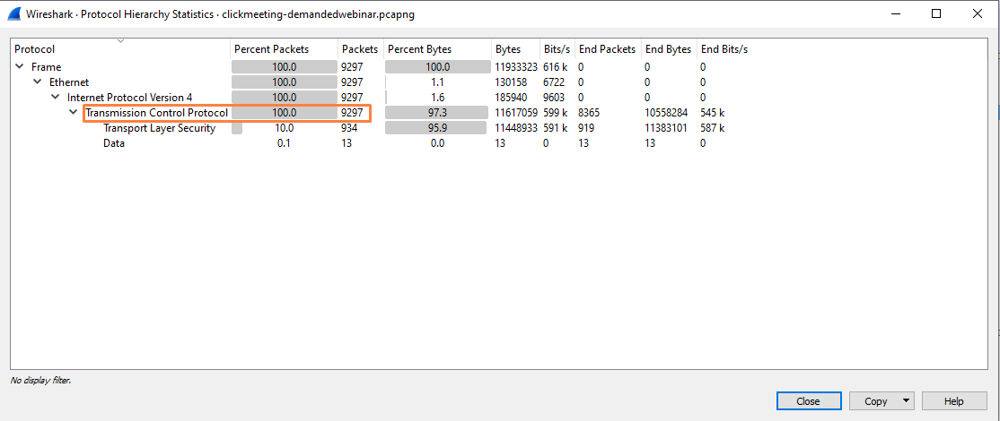 Wireshark · Protocol Hierarchy Statistics · clickmeeting-demandedwebinar.pcapng
Protocol Percent Packets Packets Percent Bytes Bytes Bits/s End Packets End Bytes End Bits/s
Frame 100.0 9297 100.0 11933323 616 k 0 0 0
Ethernet 100.0 9297 1.1 130158 6722 0 0 0
Internet Protocol Version 4 100.0 9297 1.6 185940 9603 0 0 0
Transmission Control Protocol 100.0 9297 97.3 11617059 599 k 8365 10558284 545 k
Transport Layer Security 10.0 934 95.9 11448933 591 k 919 11383101 587 k
Data 0.1 13 0.0 13 0 13 13 0
No display filter.
Close Copy Help